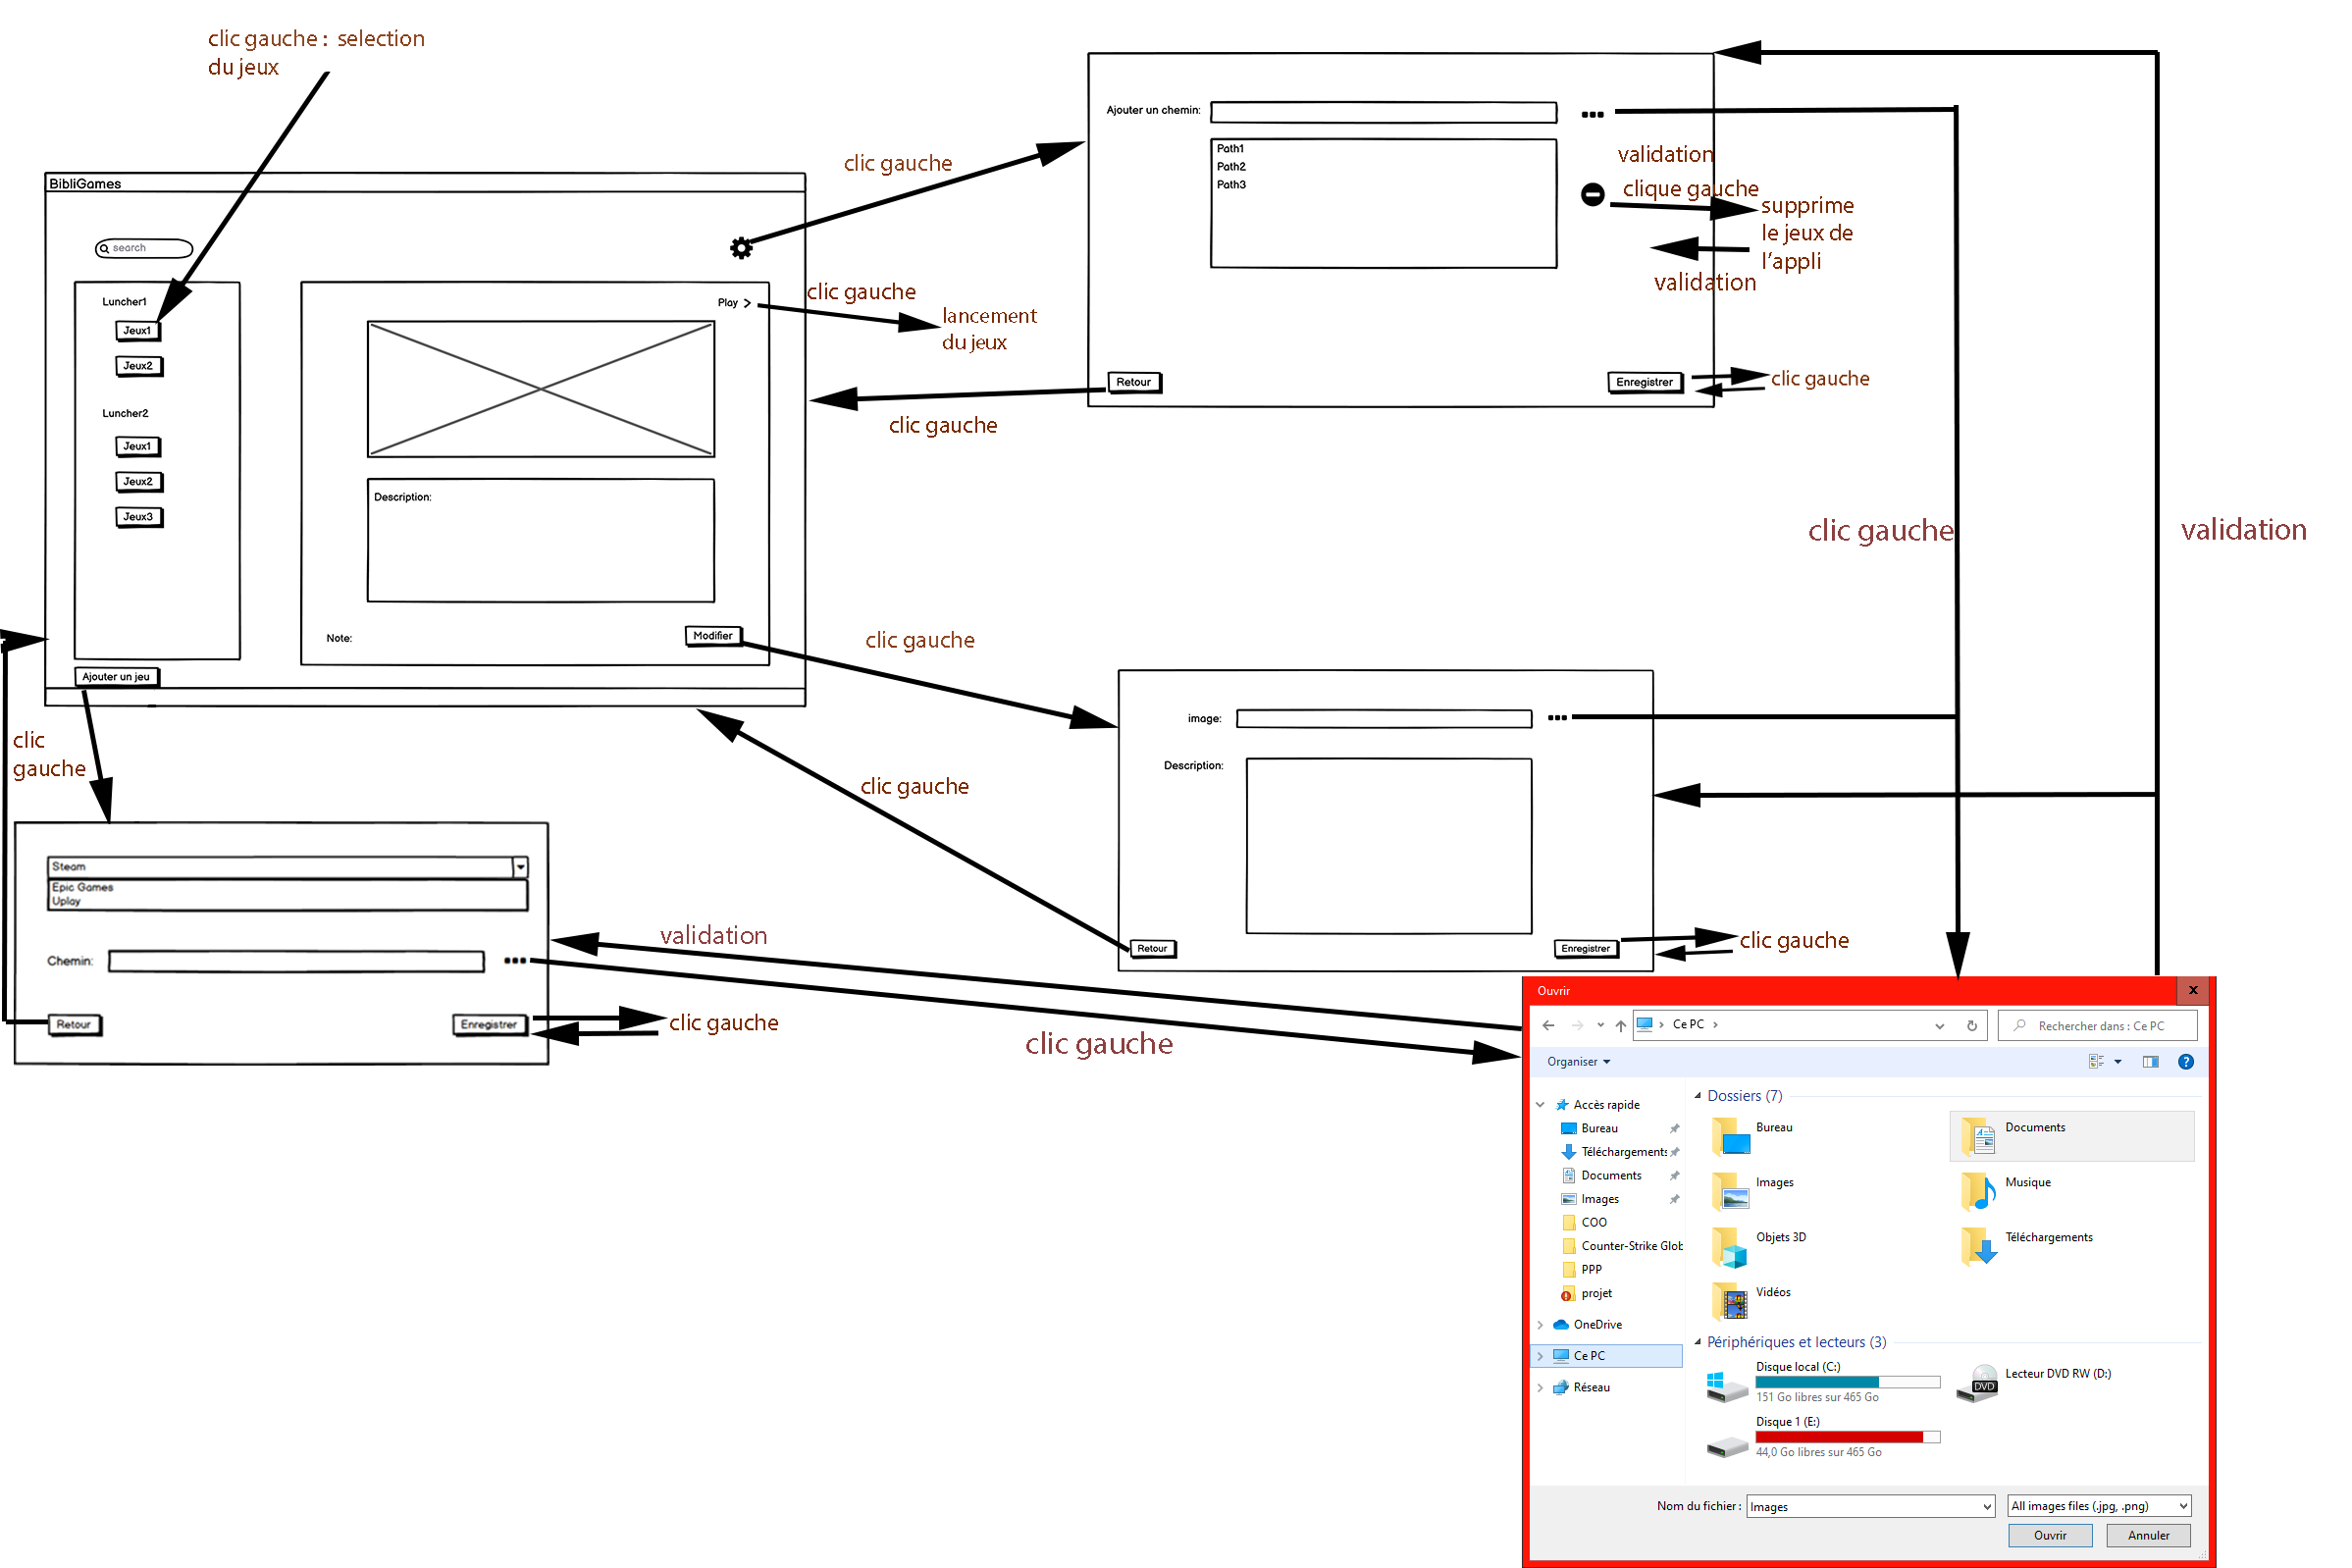 clic gauche : selection
du jeux
BibliGames
search
Luncher1
Jeux1
Jeux2
Luncher2
Jeux1
Jeux2
Jeux3
Ajouter un jeu
Play >
Description:
Note:
Modifier
clic gauche
clic gauche
lancement
du jeux
clic gauche
Ajouter un chemin:
Path1
Path2
Path3
validation
clique gauche
supprime
le jeux de
l'appli
validation
Retour
Enregistrer
clic gauche
clic gauche
validation
clic gauche
clic gauche
image:
Description:
Retour
Enregistrer
clic gauche
clic
gauche
Steam
Epic Games
Uplay
Chemin:
Retour
Enregistrer
clic gauche
validation
clic gauche
Ouvrir
x
Ce PC
Rechercher dans : Ce PC
Organiser
?
Accès rapide
Bureau
Téléchargements
Documents
Images
COO
Counter-Strike Glob
PPP
projet
OneDrive
Ce PC
Réseau
Dossiers (7)
Bureau
Documents
Images
Musique
Objets 3D
Téléchargements
Vidéos
Périphériques et lecteurs (3)
Disque local (C:)
151 Go libres sur 465 Go
DVD
Lecteur DVD RW (D:)
Disque 1 (E:)
44,0 Go libres sur 465 Go
Nom du fichier :
Images
All images files (.jpg, .png)
Ouvrir
Annuler